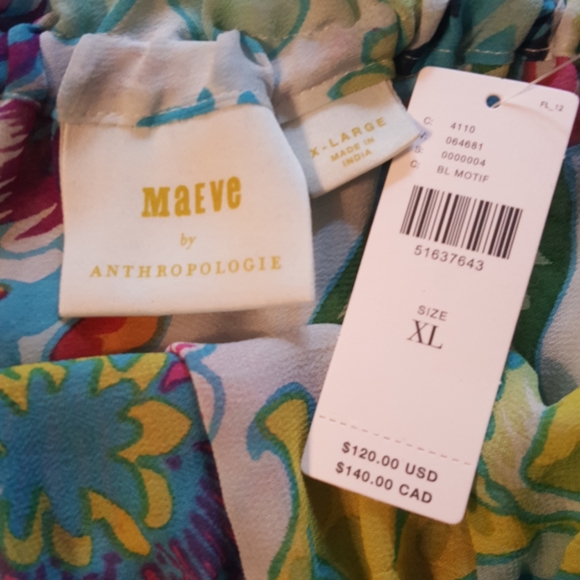 MaEVe
by
ANTHROPOLOGIE
X-LARGE
MADE IN
INDIA
FL_12
C: 4110
064681
S: 0000004
C: BL MOTIF
51637643
SIZE
XL
$120.00 USD
$140.00 CAD